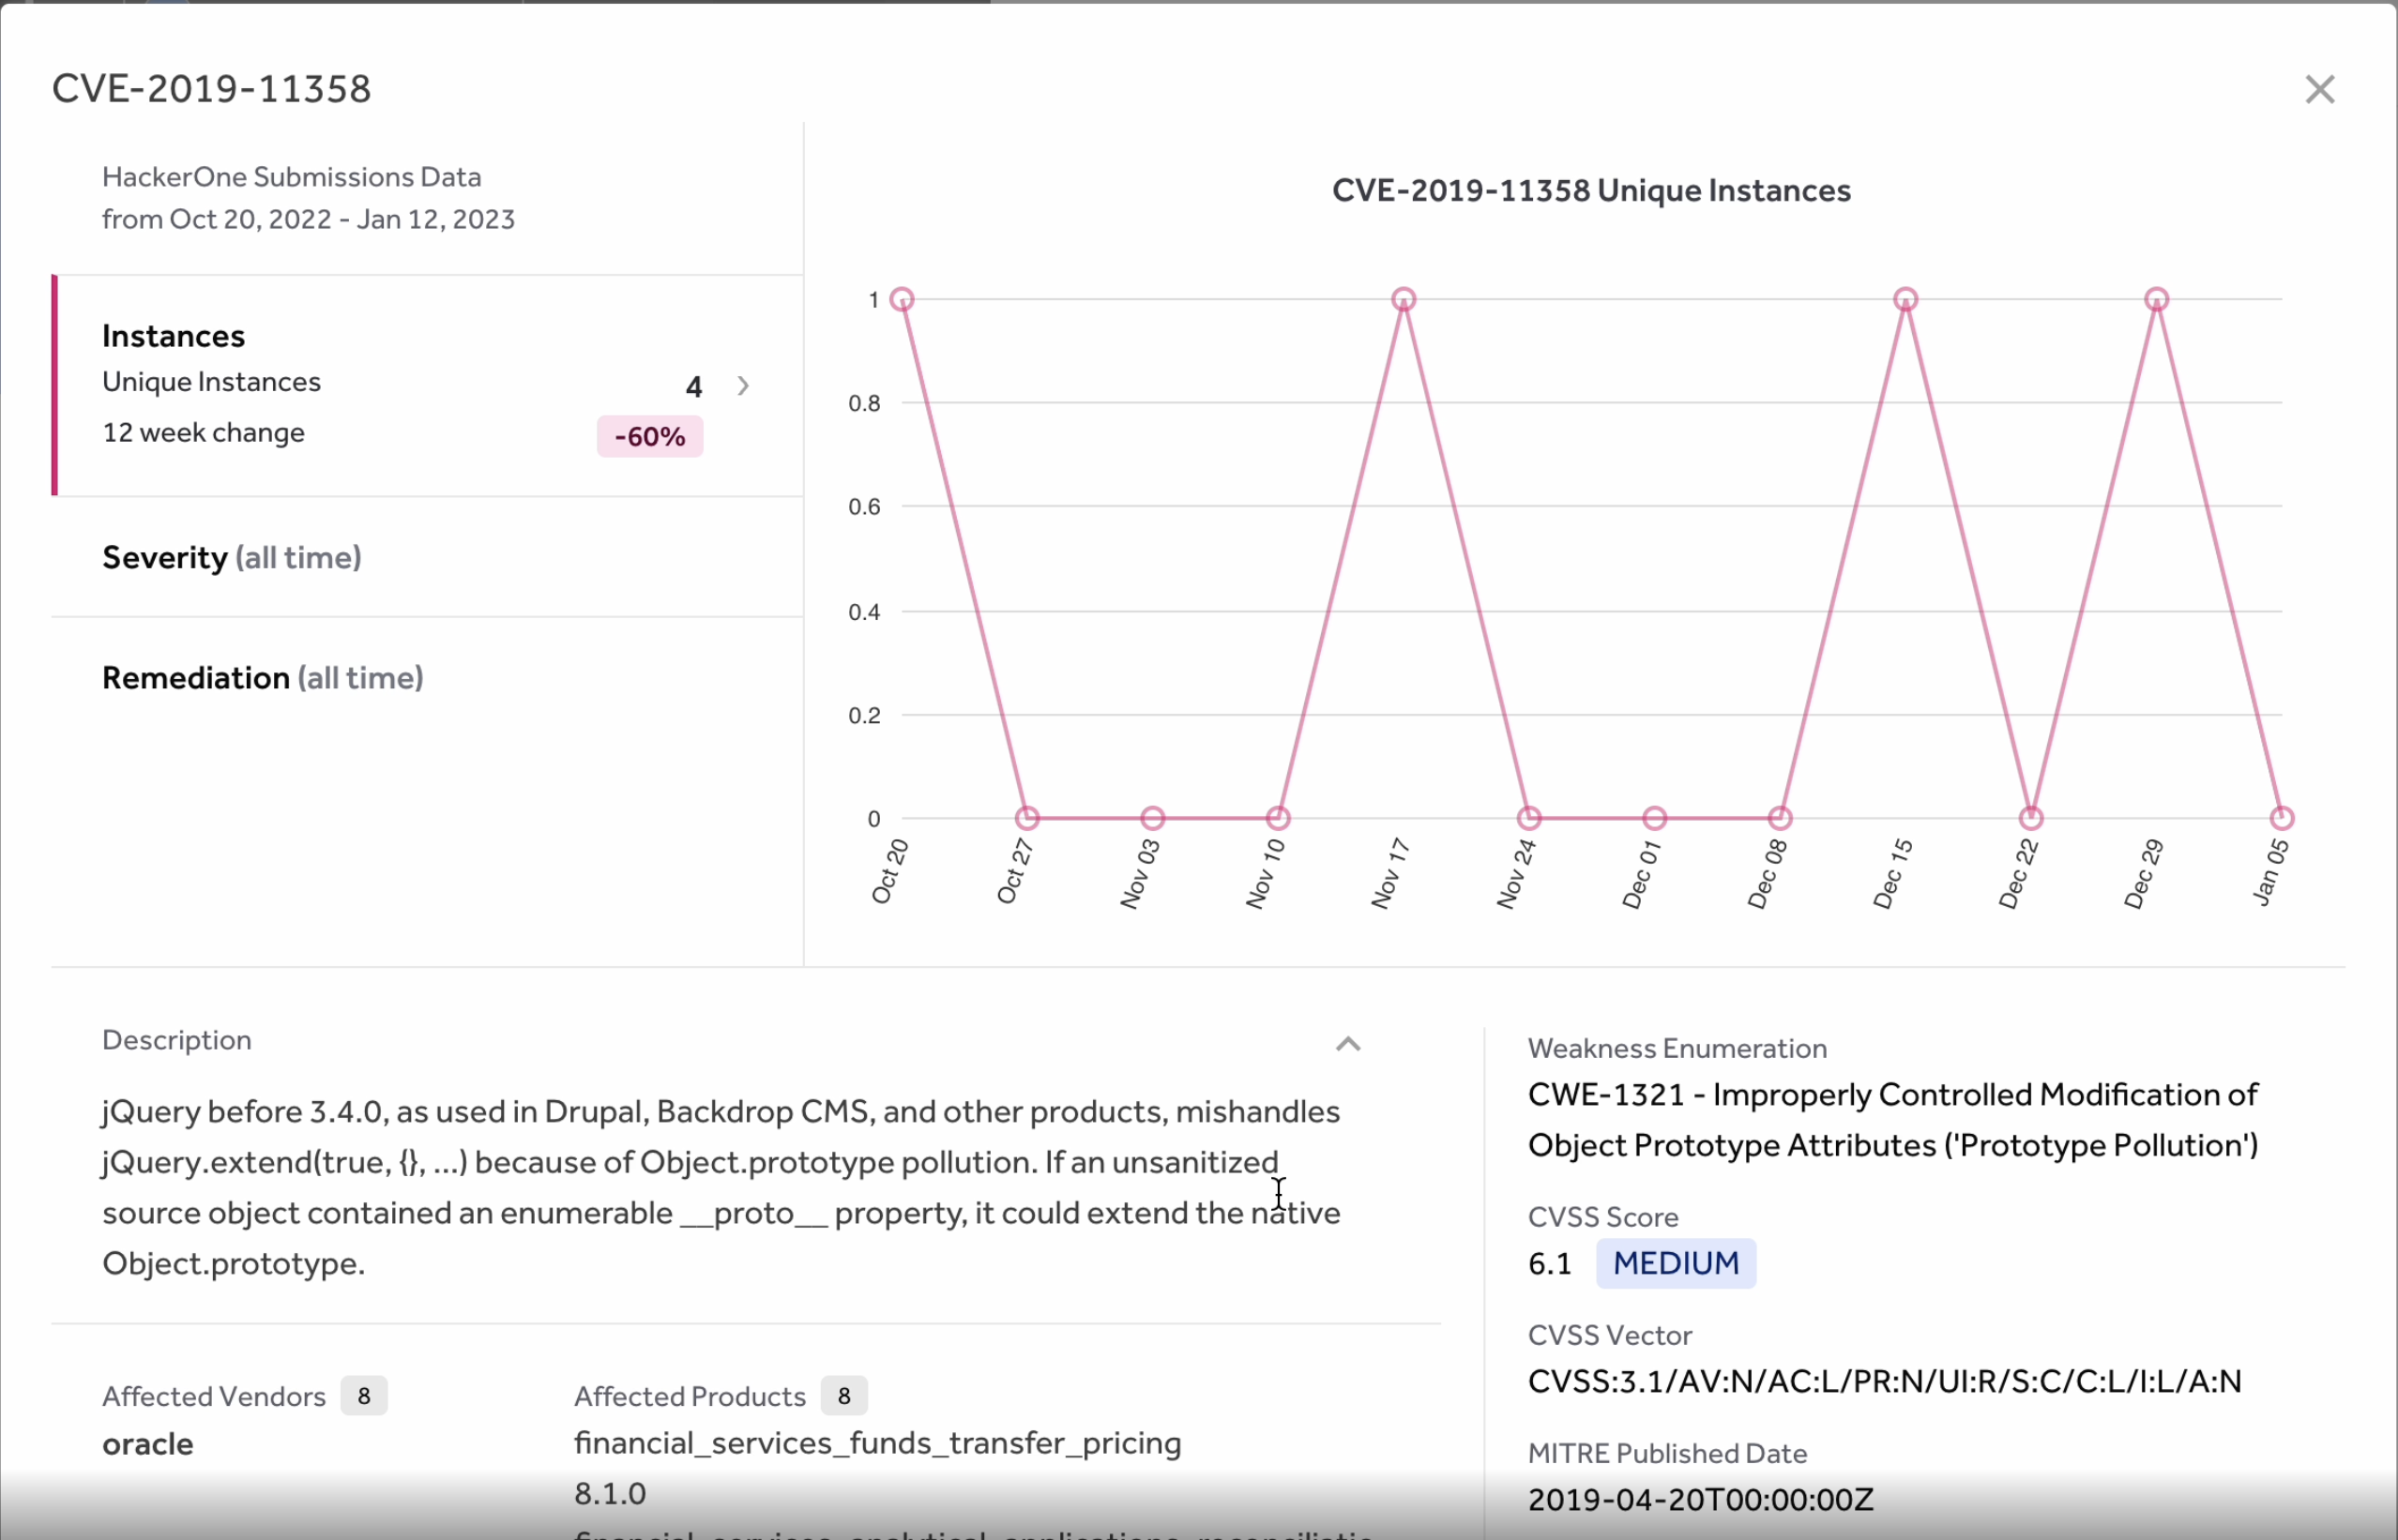 CVE-2019-11358
HackerOne Submissions Data
from Oct 20, 2022 - Jan 12, 2023
Instances
Unique Instances
4
12 week change
-60%
Severity (all time)
Remediation (all time)
CVE-2019-11358 Unique Instances
1
0.8
0.6
0.4
0.2
0
Oct 20
Oct 27
Nov 03
Nov 10
Nov 17
Nov 24
Dec 01
Dec 08
Dec 15
Dec 22
Dec 29
Jan 05
Description
jQuery before 3.4.0, as used in Drupal, Backdrop CMS, and other products, mishandles
jQuery.extend(true, {}, ...) because of Object.prototype pollution. If an unsanitized
source object contained an enumerable __proto__ property, it could extend the native
Object.prototype.
Affected Vendors 8
oracle
Affected Products 8
financial_services_funds_transfer_pricing
8.1.0
financial_services_analytical_applications_reconciliatio
Weakness Enumeration
CWE-1321 - Improperly Controlled Modification of
Object Prototype Attributes ('Prototype Pollution')
CVSS Score
6.1 MEDIUM
CVSS Vector
CVSS:3.1/AV:N/AC:L/PR:N/UI:R/S:C/C:L/I:L/A:N
MITRE Published Date
2019-04-20T00:00:00Z